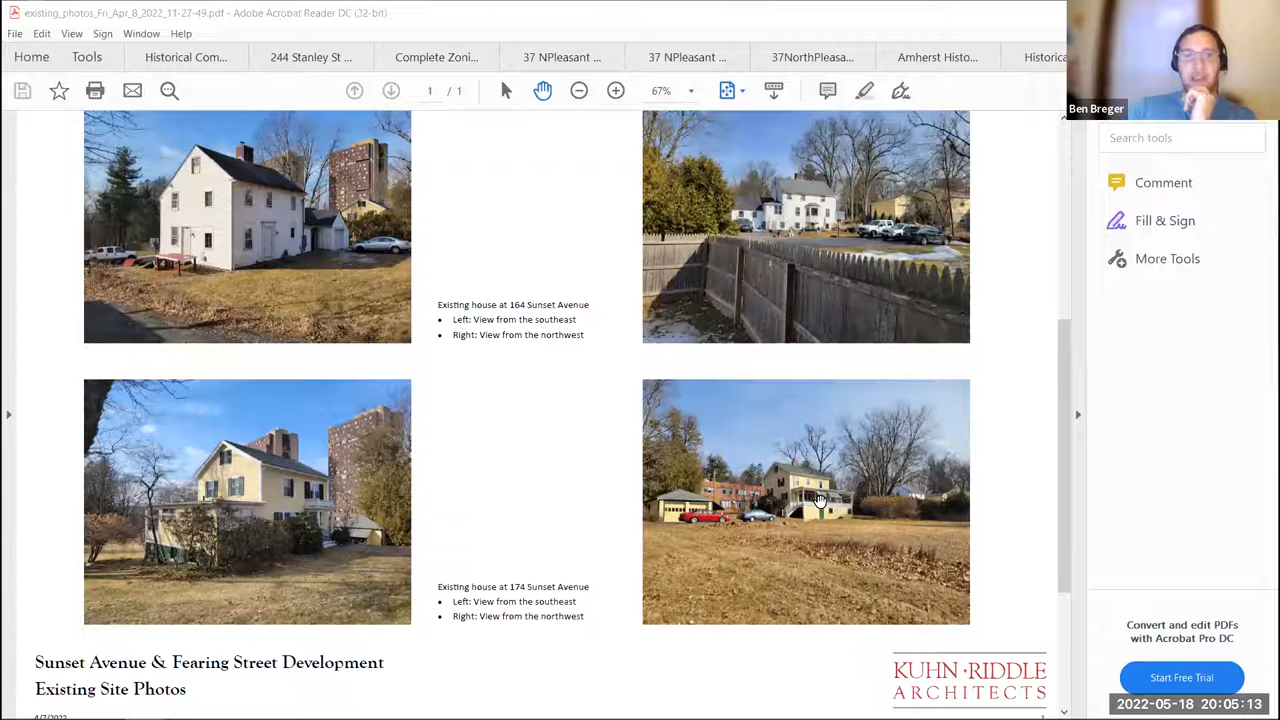 existing_photos_Fri_Apr_8_2022_11-27-49.pdf - Adobe Acrobat Reader DC (32-bit)
File Edit View Sign Window Help
Home Tools Historical Com... 244 Stanley St ... Complete Zoni... 37 NPleasant ... 37 NPleasant ... 37NorthPleasa... Amherst Histo... Historica
1 / 1 67%
Ben Breger
Search tools
Comment
Fill & Sign
More Tools
Existing house at 164 Sunset Avenue
• Left: View from the southeast
• Right: View from the northwest
Existing house at 174 Sunset Avenue
• Left: View from the southeast
• Right: View from the northwest
Convert and edit PDFs
with Acrobat Pro DC
Start Free Trial
Sunset Avenue & Fearing Street Development
Existing Site Photos
KUHN·RIDDLE
ARCHITECTS
4/7/2022
2022-05-18 20:05:13